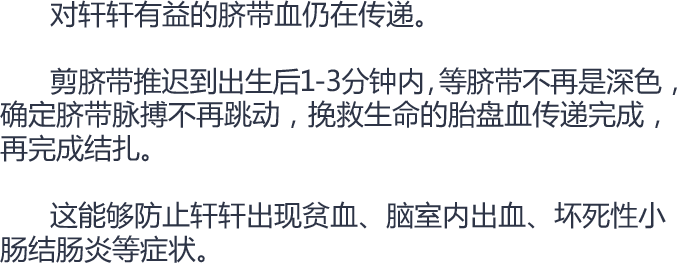 对轩轩有益的脐带血仍在传递。
剪脐带推迟到出生后1-3分钟内，等脐带不再是深色，
确定脐带脉搏不再跳动，挽救生命的胎盘血传递完成，
再完成结扎。
这能够防止轩轩出现贫血、脑室内出血、坏死性小
肠结肠炎等症状。